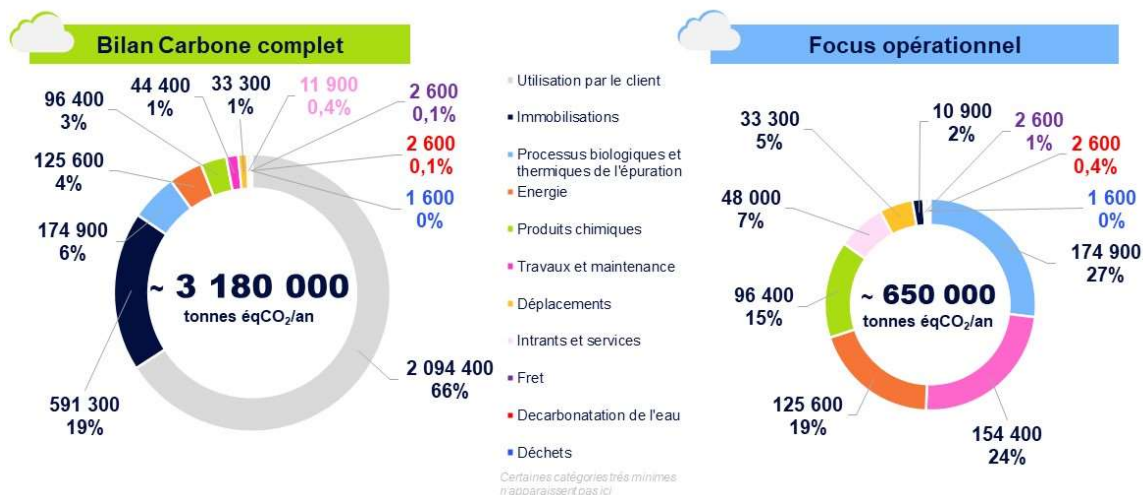 Bilan Carbone complet
44 400
1%
33 300
1%
11 900
0,4%
2 600
0,1%
96 400
3%
2 600
0,1%
125 600
4%
1 600
0%
174 900
6%
~ 3 180 000
tonnes éqCO₂/an
2 094 400
66%
591 300
19%
Utilisation par le client
Immobilisations
Processus biologiques et
thermiques de l'épuration
Energie
Produits chimiques
Travaux et maintenance
Déplacements
Intrants et services
Fret
Decarbonatation de l'eau
Déchets
Certaines catégories très minimes
n'apparaissent pas ici
Focus opérationnel
33 300
5%
10 900
2%
2 600
1%
2 600
0,4%
48 000
7%
1 600
0%
174 900
27%
96 400
15%
~ 650 000
tonnes éqCO₂/an
125 600
19%
154 400
24%